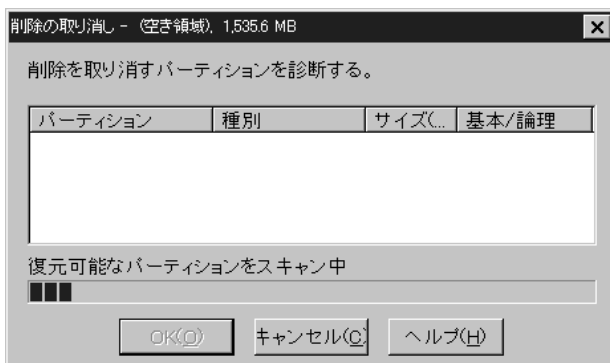 削除の取り消し - (空き領域), 1,535.6 MB
削除を取り消すパーティションを診断する。
パーティション 種別 サイズ(... 基本/論理
復元可能なパーティションをスキャン中
OK(O) キャンセル(C) ヘルプ(H)